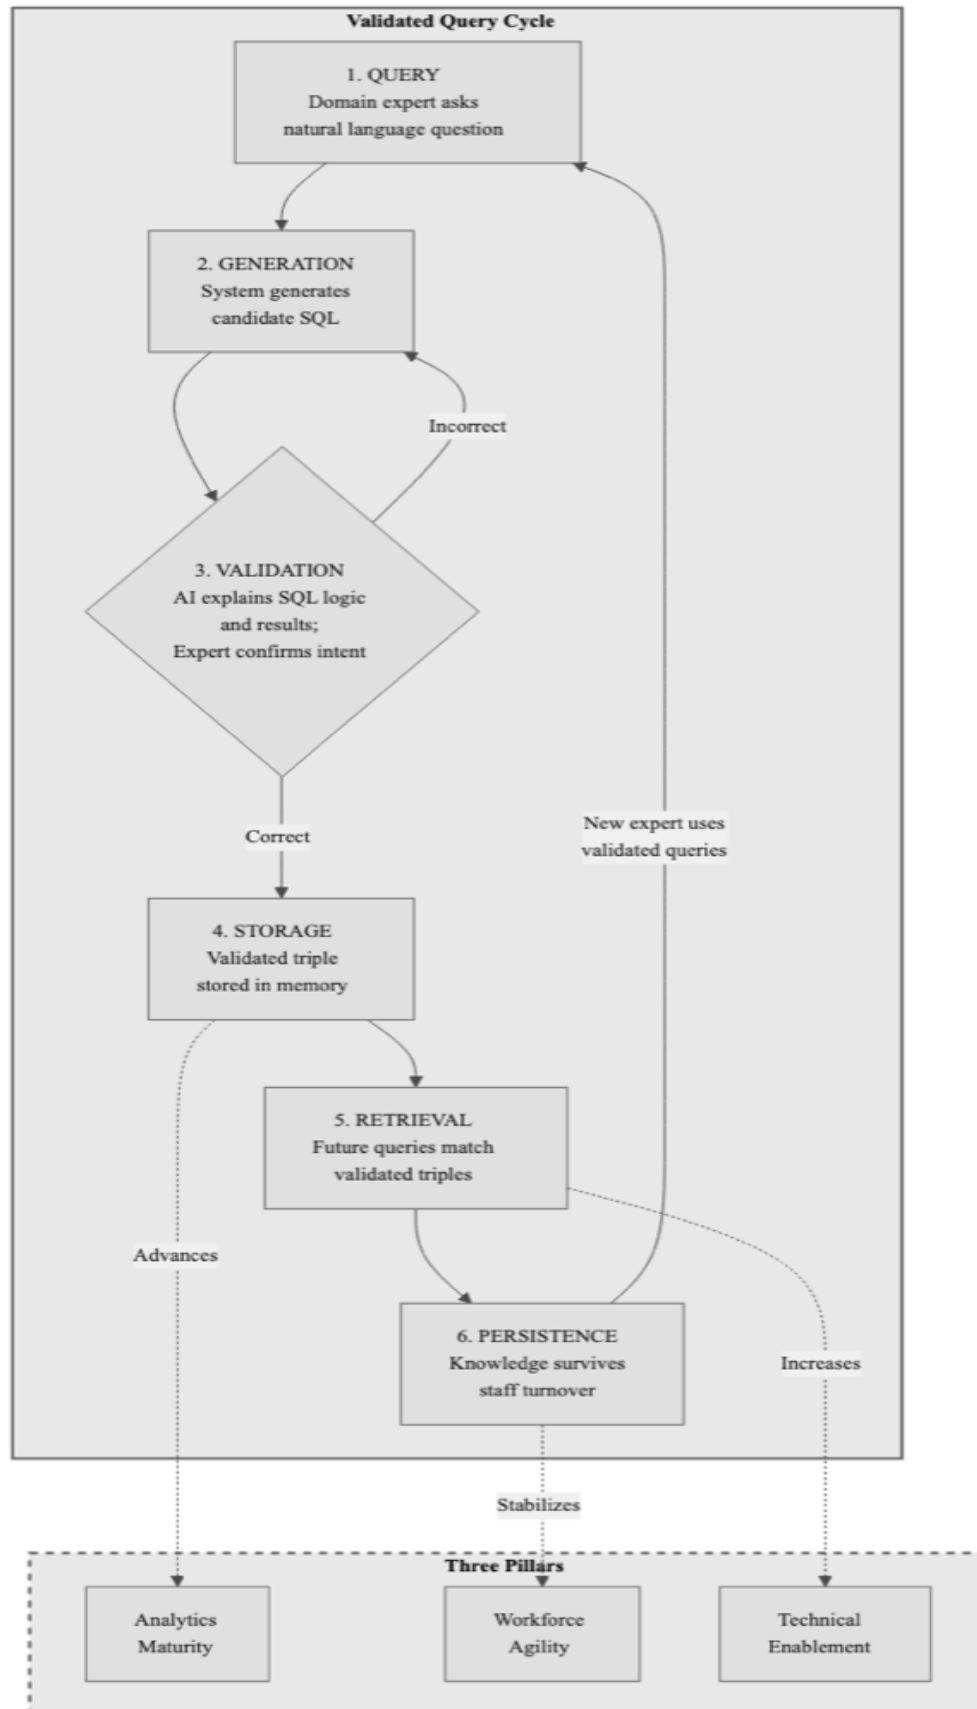 Validated Query Cycle
1. QUERY
Domain expert asks
natural language question
2. GENERATION
System generates
candidate SQL
Incorrect
3. VALIDATION
AI explains SQL logic
and results;
Expert confirms intent
Correct
New expert uses
validated queries
4. STORAGE
Validated triple
stored in memory
5. RETRIEVAL
Future queries match
validated triples
Advances
6. PERSISTENCE
Knowledge survives
staff turnover
Increases
Stabilizes
Three Pillars
Analytics
Maturity
Workforce
Agility
Technical
Enablement